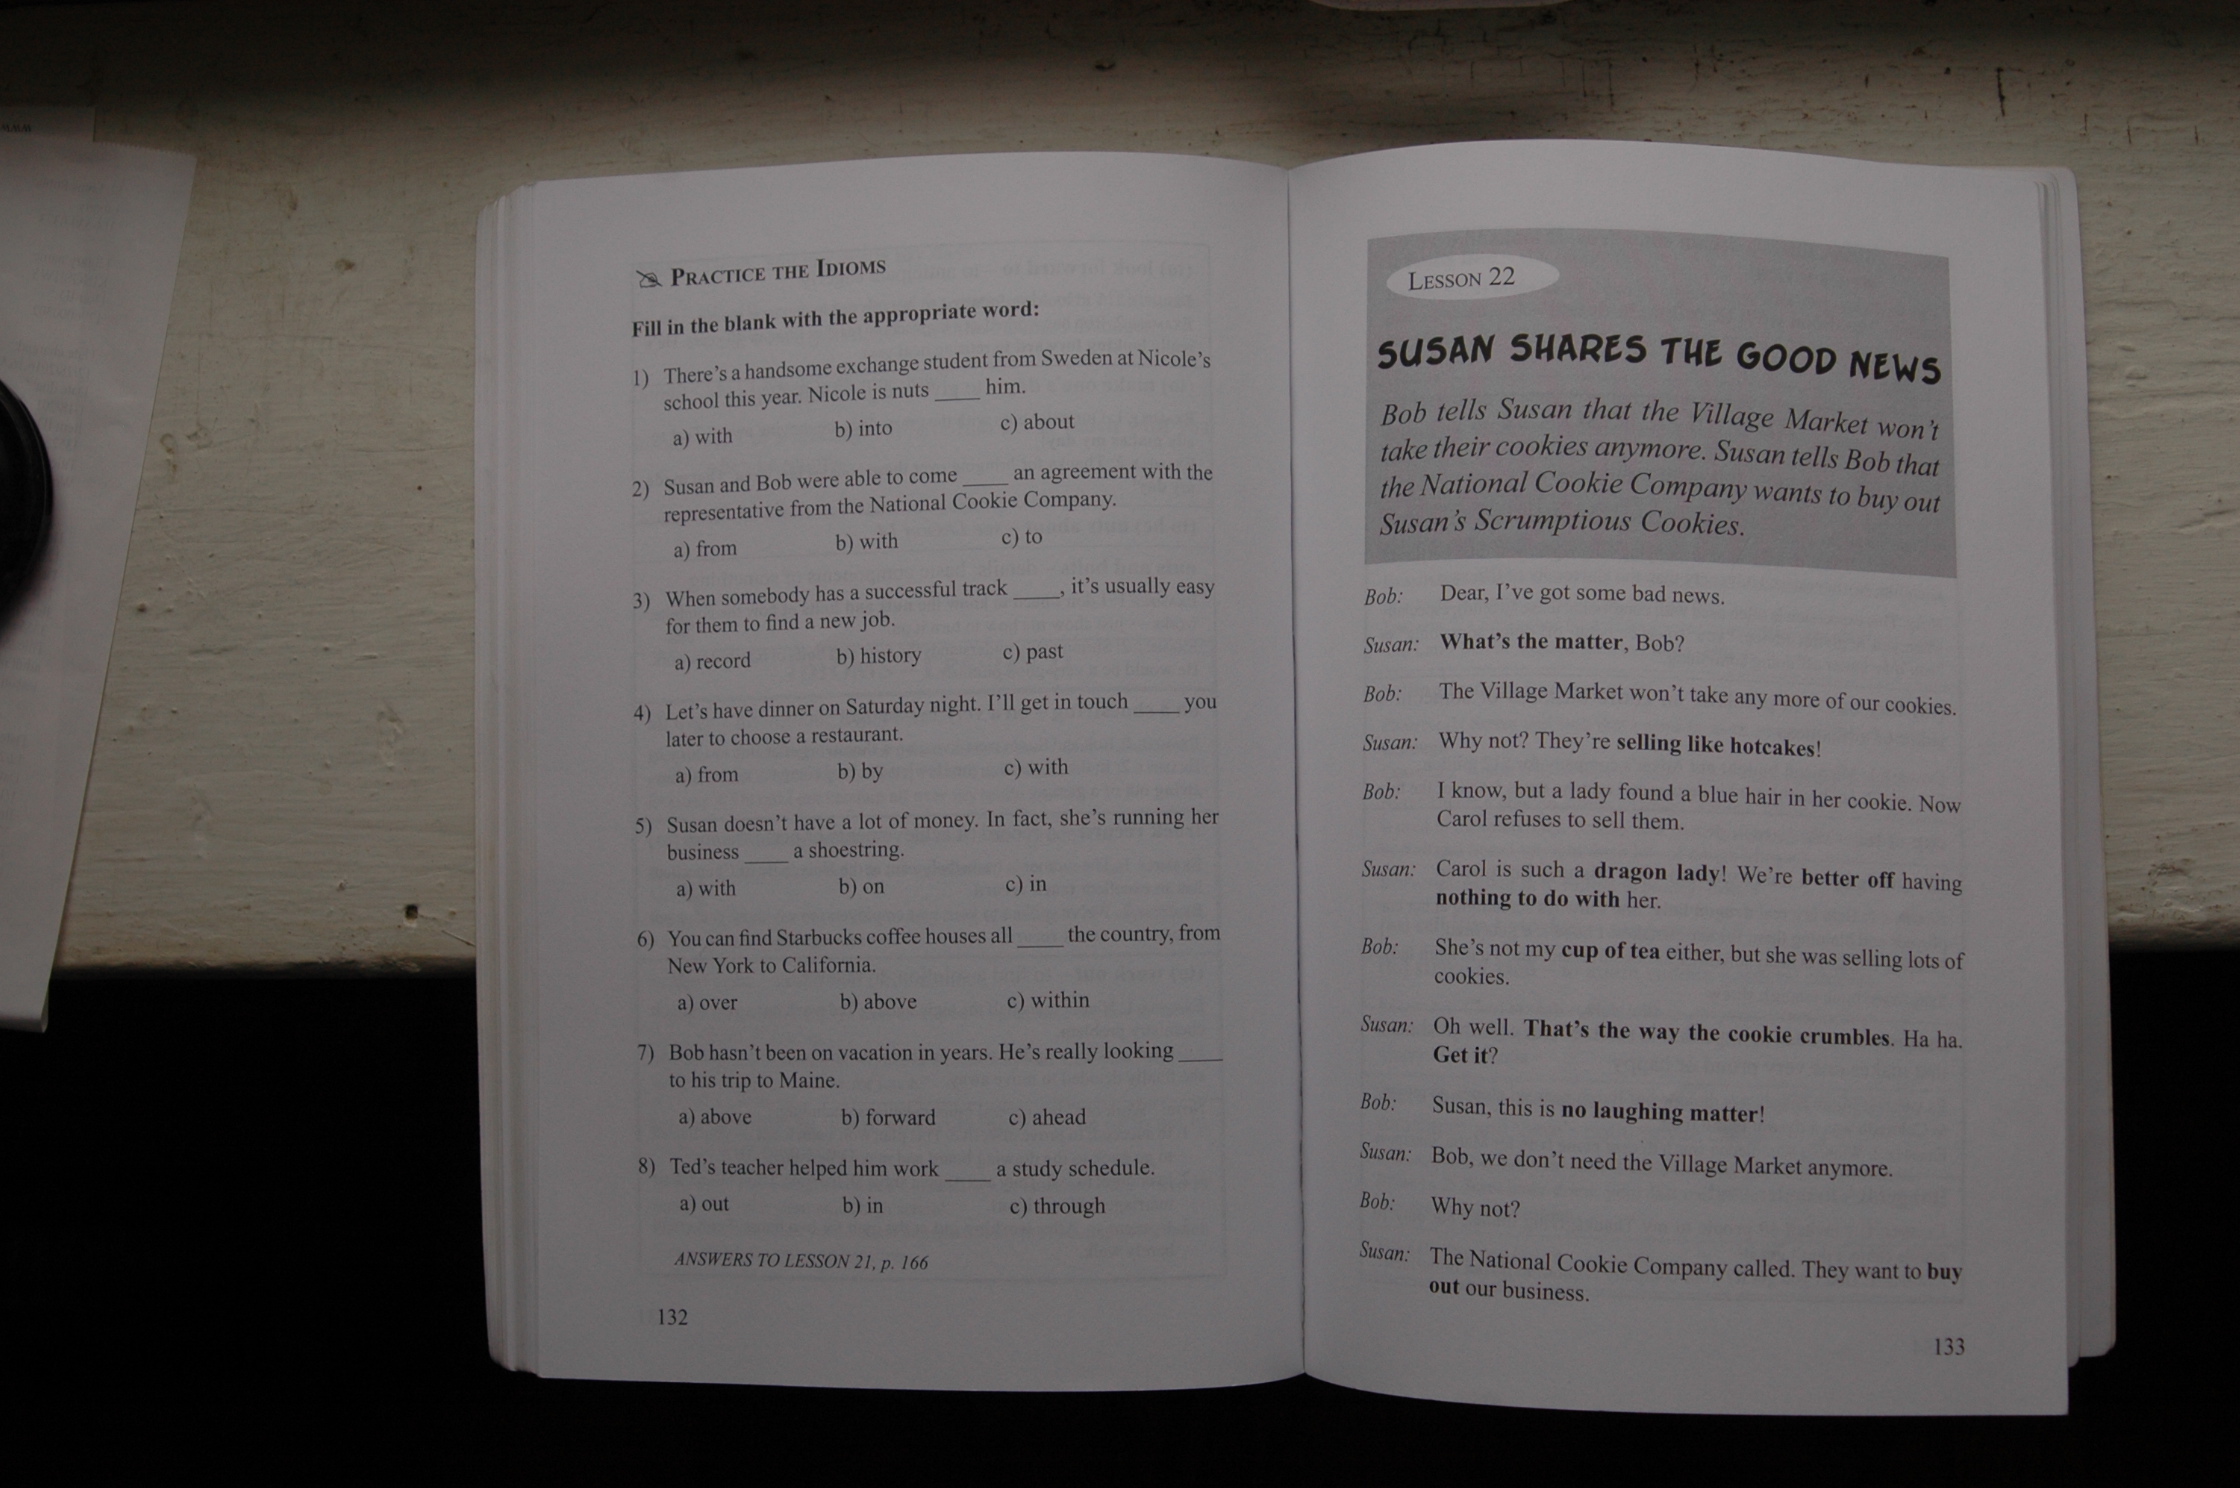 PRACTICE THE IDIOMS
Fill in the blank with the appropriate word:
1) There's a handsome exchange student from Sweden at Nicole's
school this year. Nicole is nuts ____ him.
a) with b) into c) about
2) Susan and Bob were able to come ____ an agreement with the
representative from the National Cookie Company.
a) from b) with c) to
3) When somebody has a successful track ____, it's usually easy
for them to find a new job.
a) record b) history c) past
4) Let's have dinner on Saturday night. I'll get in touch ____ you
later to choose a restaurant.
a) from b) by c) with
5) Susan doesn't have a lot of money. In fact, she's running her
business ____ a shoestring.
a) with b) on c) in
6) You can find Starbucks coffee houses all ____ the country, from
New York to California.
a) over b) above c) within
7) Bob hasn't been on vacation in years. He's really looking ____
to his trip to Maine.
a) above b) forward c) ahead
8) Ted's teacher helped him work ____ a study schedule.
a) out b) in c) through
ANSWERS TO LESSON 21, p. 166
132
LESSON 22
SUSAN SHARES THE GOOD NEWS
Bob tells Susan that the Village Market won't
take their cookies anymore. Susan tells Bob that
the National Cookie Company wants to buy out
Susan's Scrumptious Cookies.
Bob: Dear, I've got some bad news.
Susan: What's the matter, Bob?
Bob: The Village Market won't take any more of our cookies.
Susan: Why not? They're selling like hotcakes!
Bob: I know, but a lady found a blue hair in her cookie. Now
Carol refuses to sell them.
Susan: Carol is such a dragon lady! We're better off having
nothing to do with her.
Bob: She's not my cup of tea either, but she was selling lots of
cookies.
Susan: Oh well. That's the way the cookie crumbles. Ha ha.
Get it?
Bob: Susan, this is no laughing matter!
Susan: Bob, we don't need the Village Market anymore.
Bob: Why not?
Susan: The National Cookie Company called. They want to buy
out our business.
133